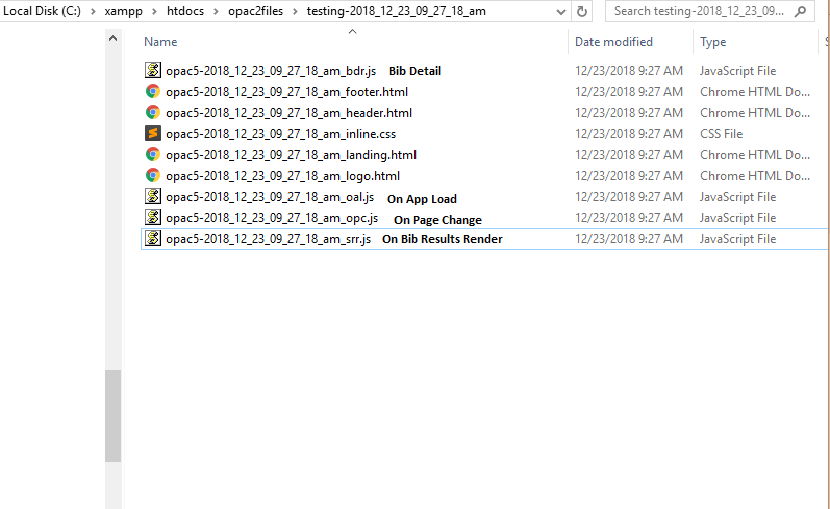 Local Disk (C:) > xampp > htdocs > opac2files > testing-2018_12_23_09_27_18_am
Search testing-2018_12_23_09...
Name Date modified Type S
opac5-2018_12_23_09_27_18_am_bdr.js Bib Detail 12/23/2018 9:27 AM JavaScript File
opac5-2018_12_23_09_27_18_am_footer.html 12/23/2018 9:27 AM Chrome HTML Do...
opac5-2018_12_23_09_27_18_am_header.html 12/23/2018 9:27 AM Chrome HTML Do...
opac5-2018_12_23_09_27_18_am_inline.css 12/23/2018 9:27 AM CSS File
opac5-2018_12_23_09_27_18_am_landing.html 12/23/2018 9:27 AM Chrome HTML Do...
opac5-2018_12_23_09_27_18_am_logo.html 12/23/2018 9:27 AM Chrome HTML Do...
opac5-2018_12_23_09_27_18_am_oal.js On App Load 12/23/2018 9:27 AM JavaScript File
opac5-2018_12_23_09_27_18_am_opc.js On Page Change 12/23/2018 9:27 AM JavaScript File
opac5-2018_12_23_09_27_18_am_srr.js On Bib Results Render 12/23/2018 9:27 AM JavaScript File